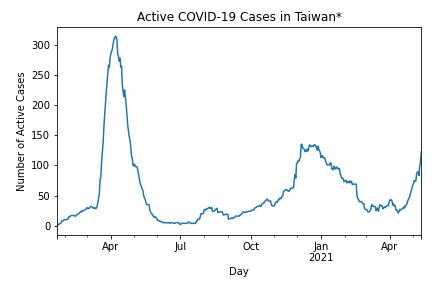 Active COVID-19 Cases in Taiwan*
Number of Active Cases
300
250
200
150
100
50
0
Apr Jul Oct Jan Apr
2021
Day